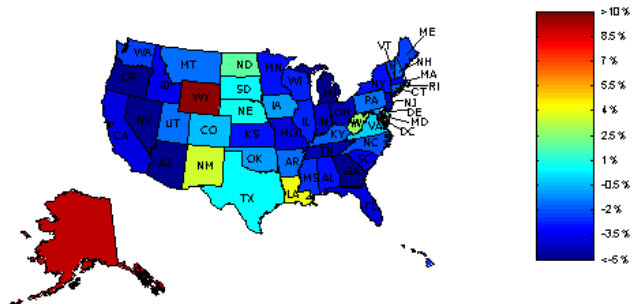 ME
VT
NH
MA
RI
CT
NJ
DE
MD
DC
WA
MT
ND
MN
OR
ID
WY
SD
WI
MI
NY
PA
NE
IA
NV
UT
CO
KS
MO
IL
IN
OH
WV
VA
KY
CA
AZ
NM
OK
AR
TN
NC
SC
TX
LA
MS
AL
GA
FL
>10%
8.5%
7%
5.5%
4%
2.5%
1%
-.5%
-2%
-3.5%
<-5%